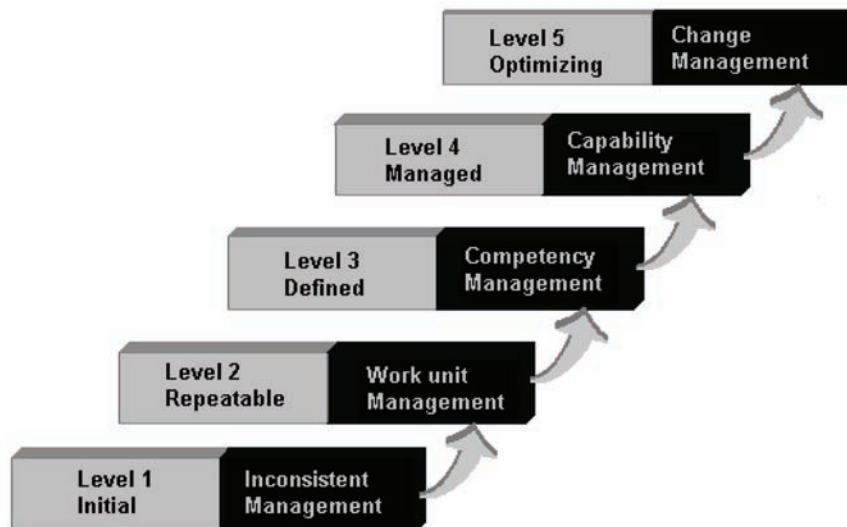 Level 5
Optimizing
Change
Management
Level 4
Managed
Capability
Management
Level 3
Defined
Competency
Management
Level 2
Repeatable
Work unit
Management
Level 1
Initial
Inconsistent
Management